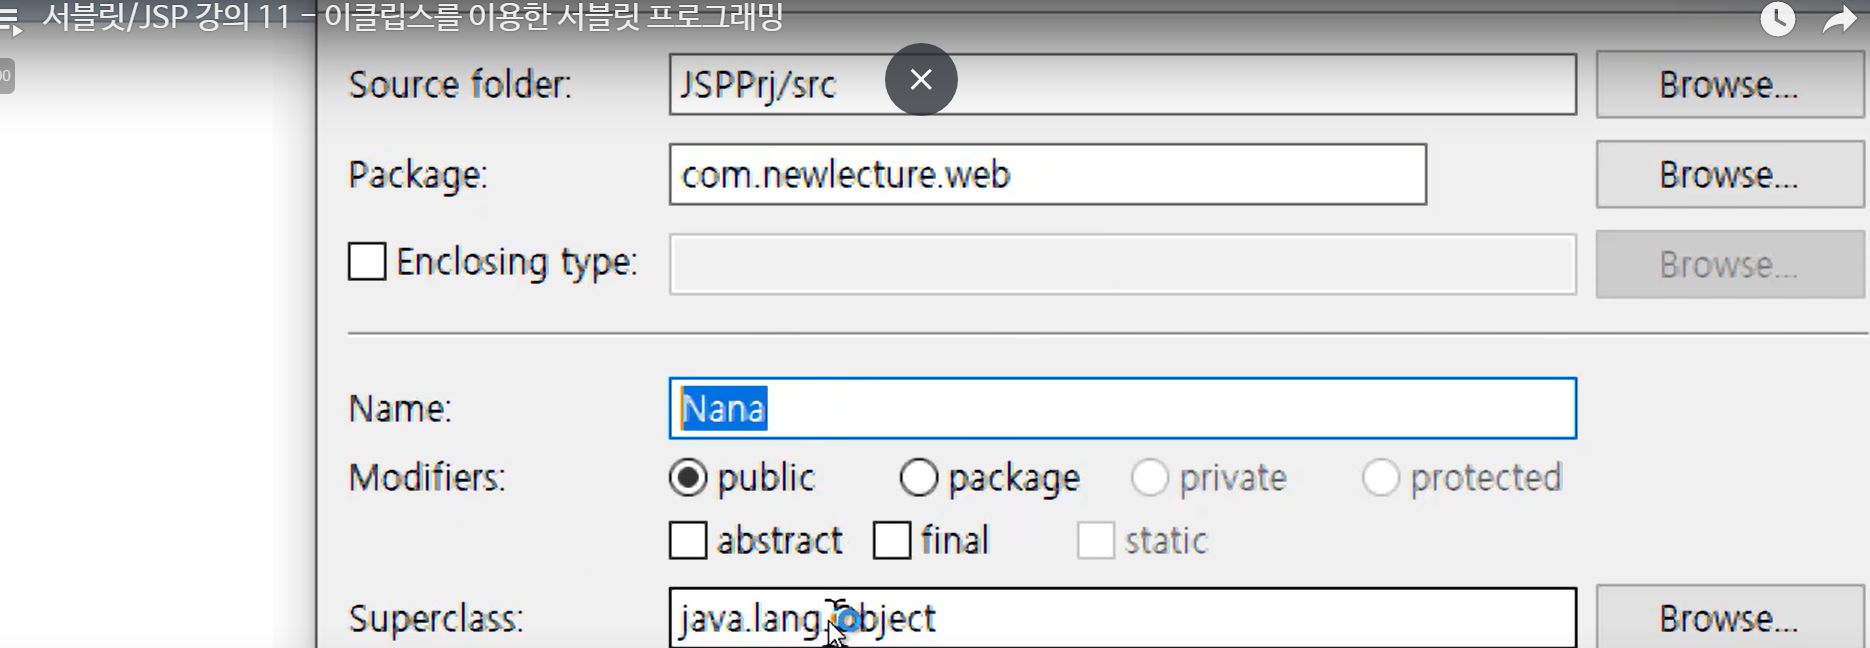 서블릿/JSP 강의 11 - 이클립스를 이용한 서블릿 프로그래밍
Source folder: JSPPrj/src Browse...
00
Package: com.newlecture.web Browse...
Enclosing type: Browse...
Name: Nana
Modifiers: public package private protected
abstract final static
Superclass: java.lang.Object Browse...